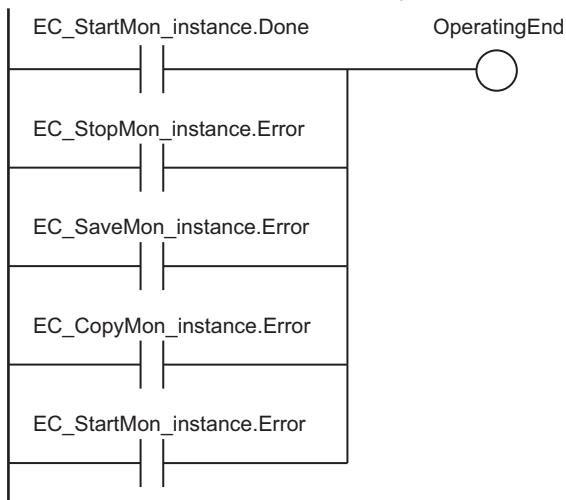 EC_StartMon_instance.Done
OperatingEnd
EC_StopMon_instance.Error
EC_SaveMon_instance.Error
EC_CopyMon_instance.Error
EC_StartMon_instance.Error